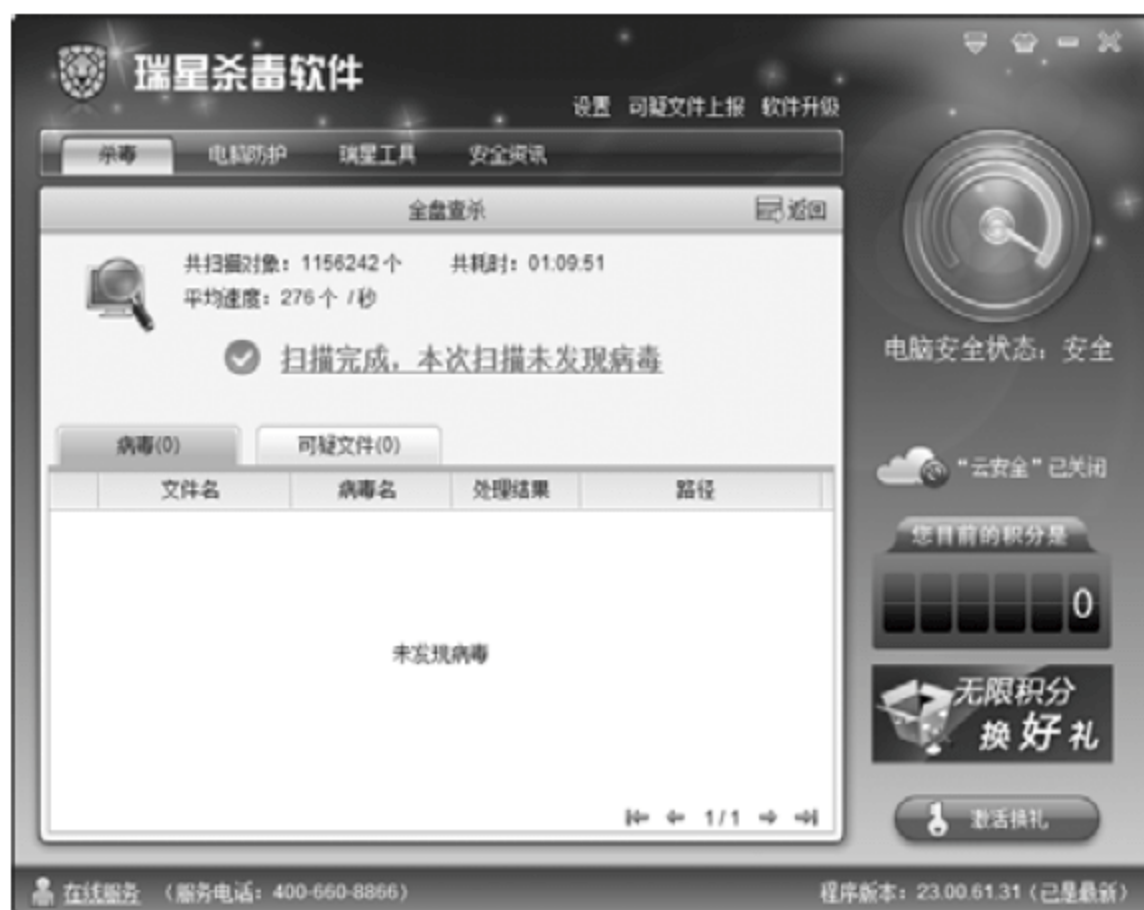 瑞星杀毒软件
设置 可疑文件上报 软件升级
杀毒 电脑防护 瑞星工具 安全资讯
全盘查杀 返回
共扫描对象：1156242个 共耗时：01:09:51
平均速度：276个 /秒
扫描完成，本次扫描未发现病毒
病毒(0) 可疑文件(0)
文件名 病毒名 处理结果 路径
未发现病毒
1/1
电脑安全状态：安全
“云安全”已关闭
您目前的积分是
0
无限积分
换好礼
激活换礼
在线服务 （服务电话：400-660-8866） 程序版本：23.00.61.31（已是最新）